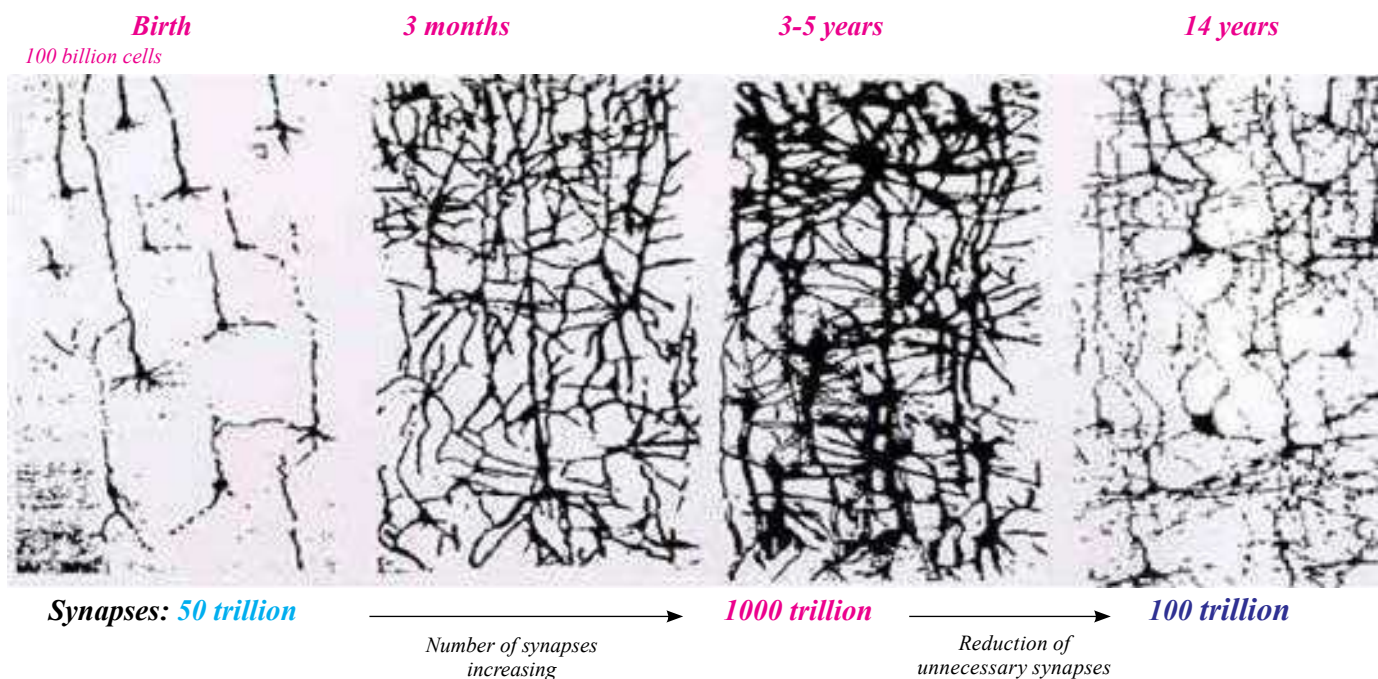 Birth
3 months
3-5 years
14 years
100 billion cells
Synapses: 50 trillion
1000 trillion
100 trillion
Number of synapses
increasing
Reduction of
unnecessary synapses